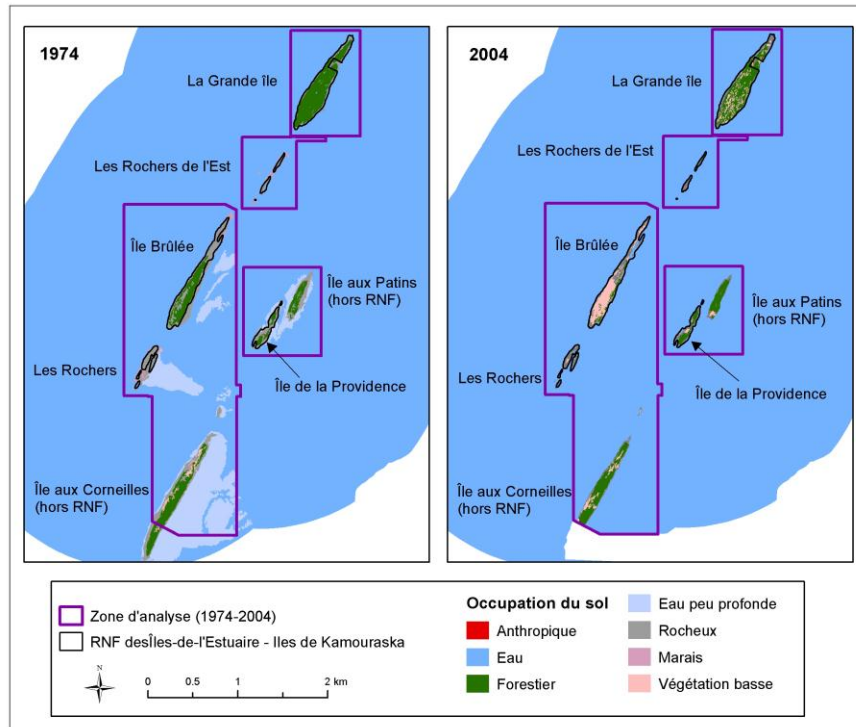 1974
La Grande île
Les Rochers de l'Est
Île Brûlée
Île aux Patins
(hors RNF)
Les Rochers
Île de la Providence
Île aux Corneilles
(hors RNF)
2004
La Grande île
Les Rochers de l'Est
Île Brûlée
Île aux Patins
(hors RNF)
Les Rochers
Île de la Providence
Île aux Corneilles
(hors RNF)
Zone d'analyse (1974-2004)
RNF desÎles-de-l'Estuaire - Iles de Kamouraska
N
0 0.5 1 2 km
Occupation du sol
Anthropique
Eau
Forestier
Eau peu profonde
Rocheux
Marais
Végétation basse